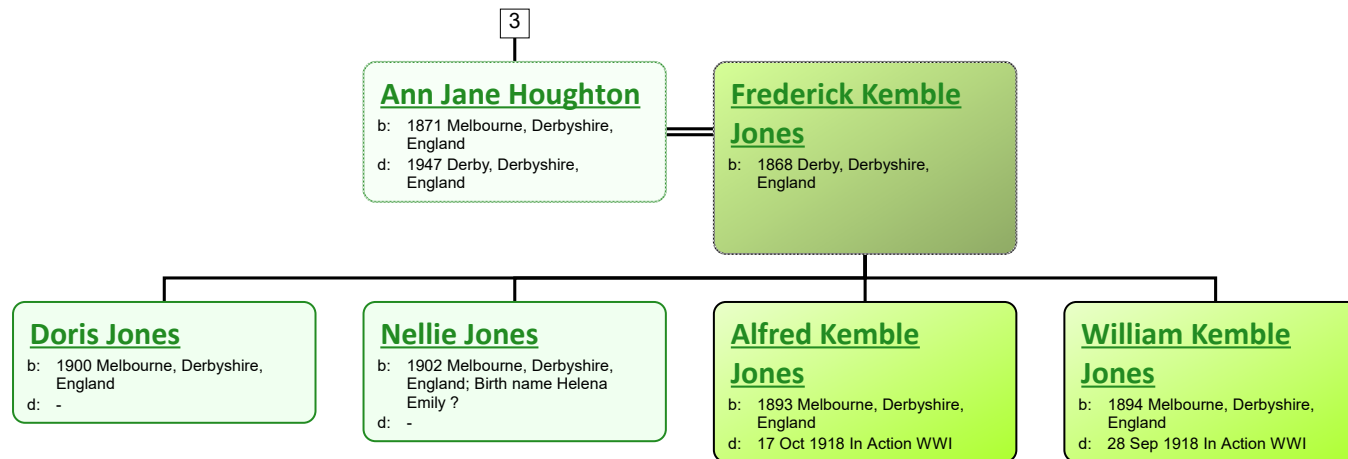 3
Ann Jane Houghton
b: 1871 Melbourne, Derbyshire,
England
d: 1947 Derby, Derbyshire,
England
Frederick Kemble
Jones
b: 1868 Derby, Derbyshire,
England
Doris Jones
b: 1900 Melbourne, Derbyshire,
England
d: -
Nellie Jones
b: 1902 Melbourne, Derbyshire,
England; Birth name Helena
Emily ?
d: -
Alfred Kemble
Jones
b: 1893 Melbourne, Derbyshire,
England
d: 17 Oct 1918 In Action WWI
William Kemble
Jones
b: 1894 Melbourne, Derbyshire,
England
d: 28 Sep 1918 In Action WWI